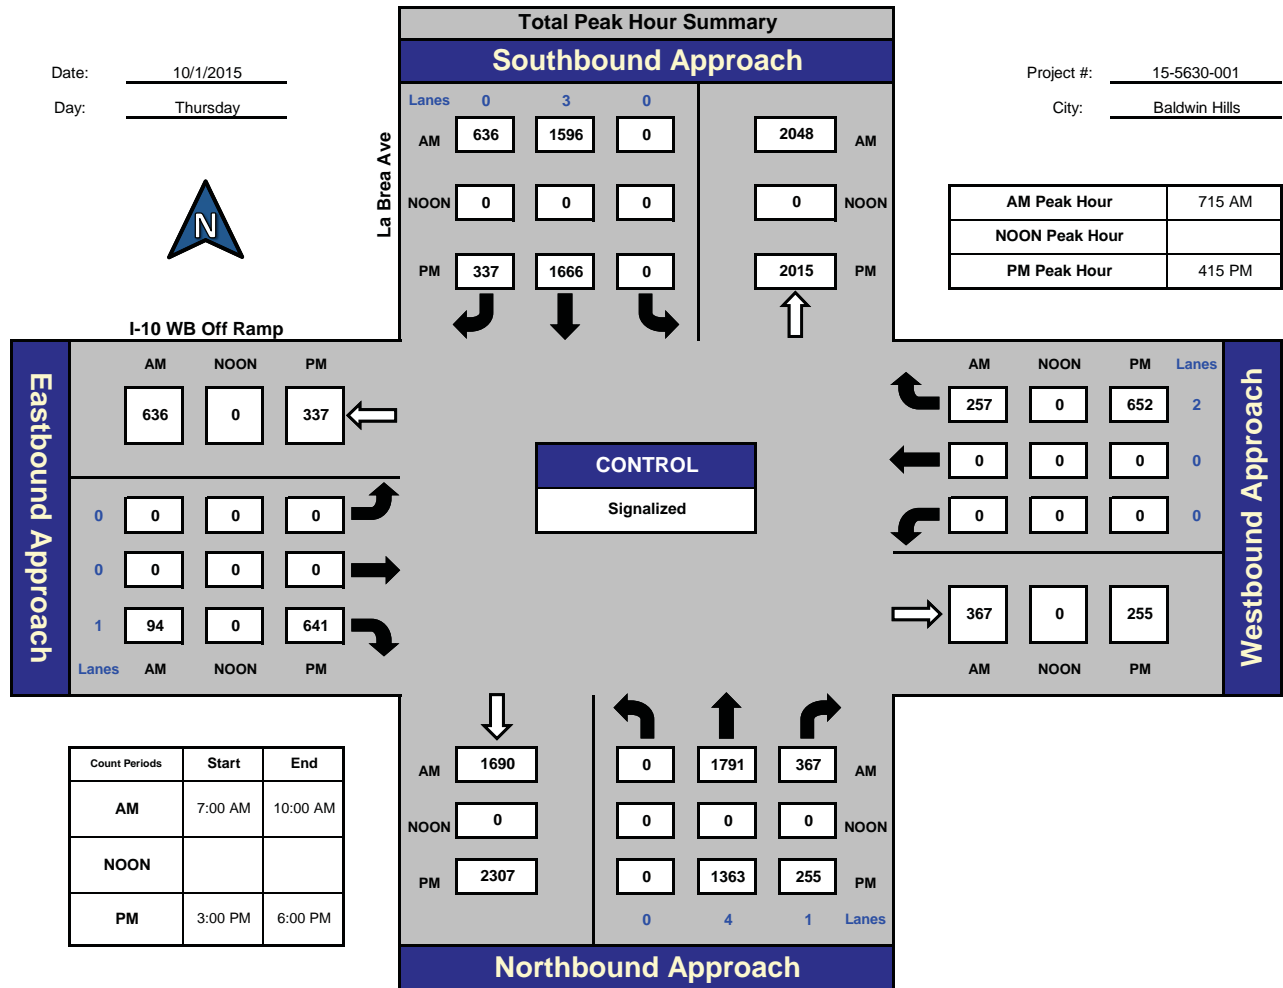 Total Peak Hour Summary
Southbound Approach
Date: 10/1/2015
Day: Thursday
Project #: 15-5630-001
City: Baldwin Hills
N
La Brea Ave
Lanes 0 3 0
AM 636 1596 0 2048 AM
NOON 0 0 0 0 NOON
PM 337 1666 0 2015 PM
AM Peak Hour 715 AM
NOON Peak Hour
PM Peak Hour 415 PM
I-10 WB Off Ramp
Eastbound Approach
AM NOON PM
636 0 337
0 0 0 0
0 0 0 0
1 94 0 641
Lanes AM NOON PM
CONTROL
Signalized
AM NOON PM Lanes
257 0 652 2
0 0 0 0
0 0 0 0
367 0 255
AM NOON PM
Westbound Approach
Count Periods Start End
AM 7:00 AM 10:00 AM
NOON
PM 3:00 PM 6:00 PM
AM 1690 0 1791 367 AM
NOON 0 0 0 0 NOON
PM 2307 0 1363 255 PM
0 4 1 Lanes
Northbound Approach